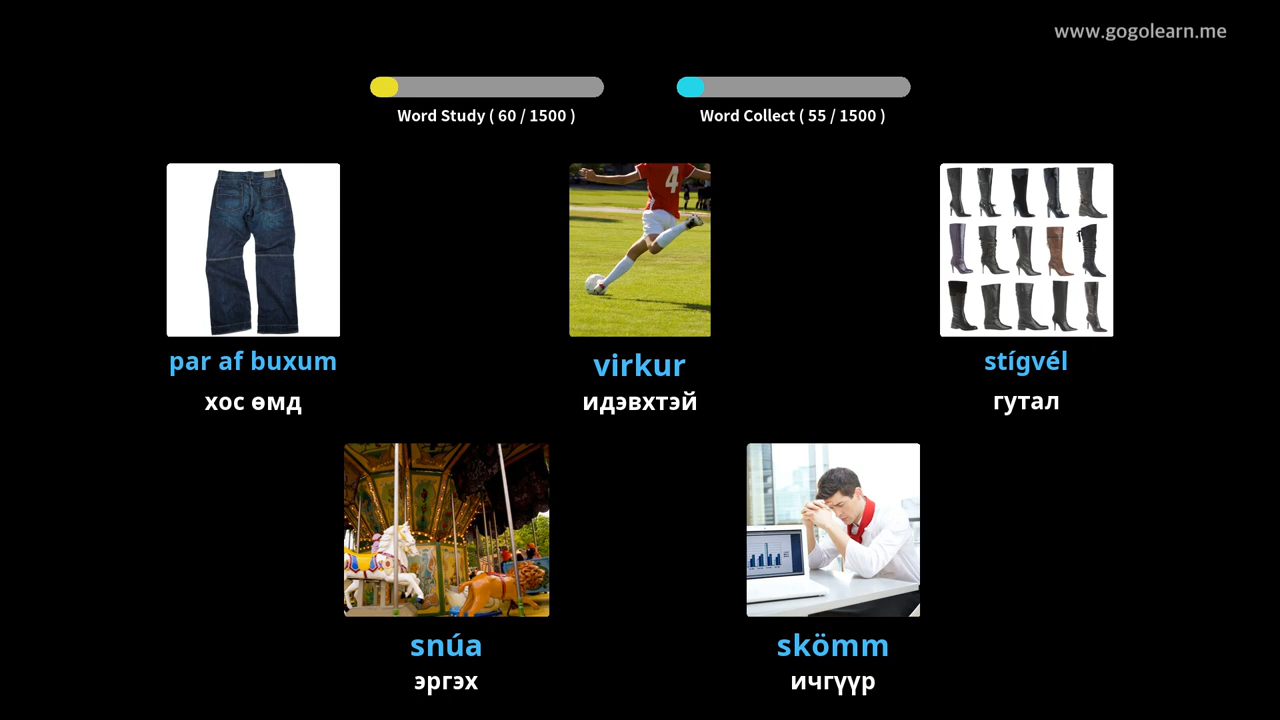 www.gogolearn.me
Word Study ( 60 / 1500 )
Word Collect ( 55 / 1500 )
par af buxum
хос өмд
virkur
идэвхтэй
stígvél
гутал
snúa
эргэх
skömm
ичгүүр
4